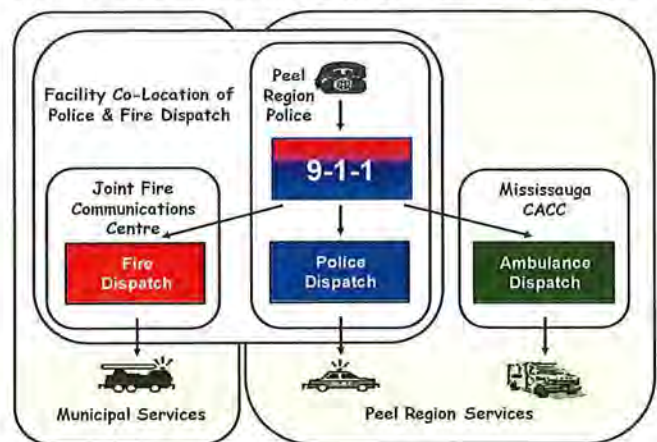 Facility Co-Location of
Police & Fire Dispatch
Peel
Region
Police
9-1-1
Joint Fire
Communications
Centre
Mississauga
CACC
Fire
Dispatch
Police
Dispatch
Ambulance
Dispatch
Municipal Services
Peel Region Services